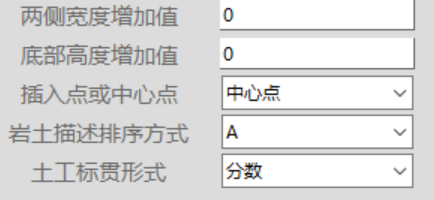 两侧宽度增加值 0
底部高度增加值 0
插入点或中心点 中心点
岩土描述排序方式 A
土工标贯形式 分数